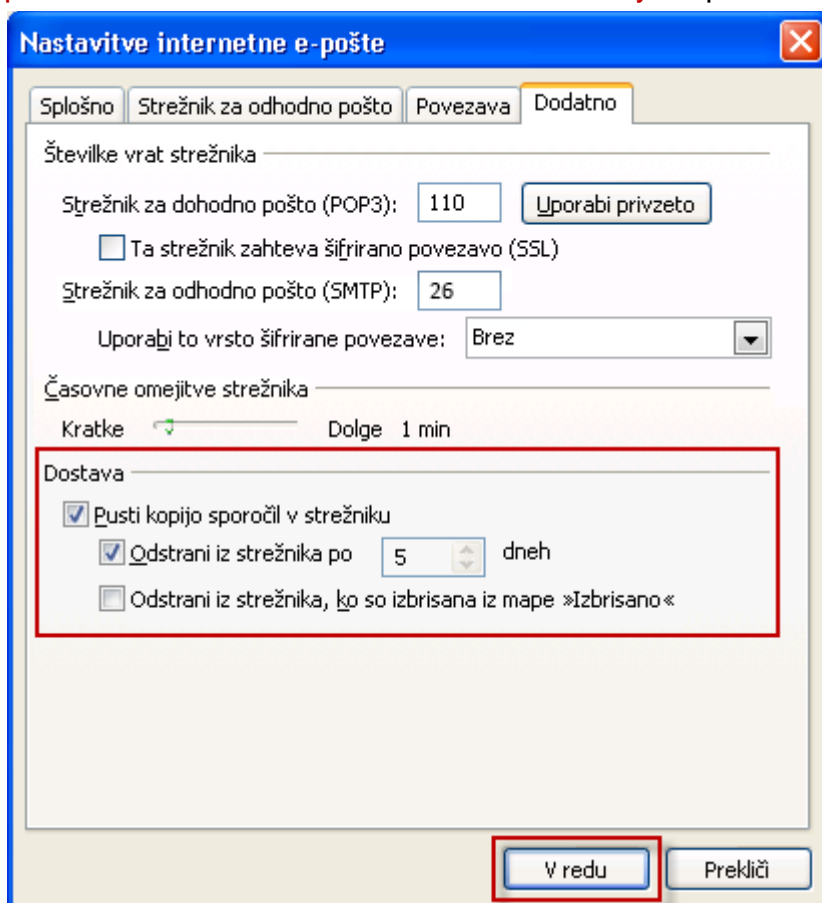 Nastavitve internetne e-pošte
Splošno Strežnik za odhodno pošto Povezava Dodatno
Številke vrat strežnika
Strežnik za dohodno pošto (POP3): 110 Uporabi privzeto
Ta strežnik zahteva šifrirano povezavo (SSL)
Strežnik za odhodno pošto (SMTP): 26
Uporabi to vrsto šifrirane povezave: Brez
Časovne omejitve strežnika
Kratke Dolge 1 min
Dostava
Pusti kopijo sporočil v strežniku
Odstrani iz strežnika po 5 dneh
Odstrani iz strežnika, ko so izbrisana iz mape »Izbrisano«
V redu Prekliči